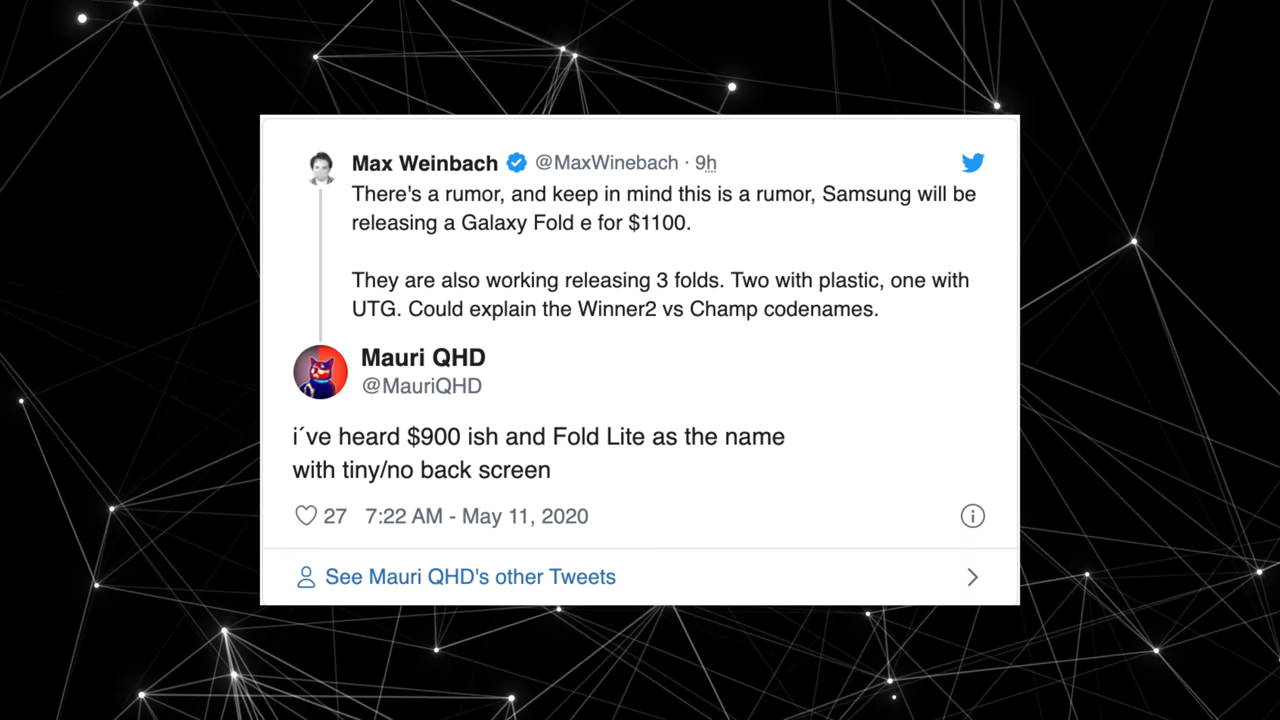 Max Weinbach @MaxWinebach · 9h
There's a rumor, and keep in mind this is a rumor, Samsung will be
releasing a Galaxy Fold e for $1100.
They are also working releasing 3 folds. Two with plastic, one with
UTG. Could explain the Winner2 vs Champ codenames.
Mauri QHD
@MauriQHD
i´ve heard $900 ish and Fold Lite as the name
with tiny/no back screen
27 7:22 AM - May 11, 2020
See Mauri QHD's other Tweets